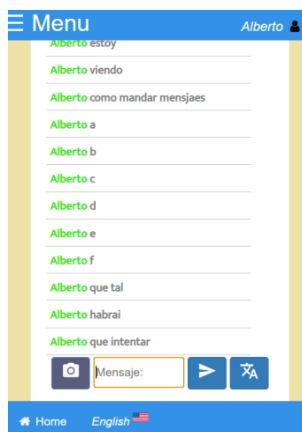 Menu
Alberto
Alberto estoy
Alberto viendo
Alberto como mandar mensjaes
Alberto a
Alberto b
Alberto c
Alberto d
Alberto e
Alberto f
Alberto que tal
Alberto habrai
Alberto que intentar
Mensaje:
Home English